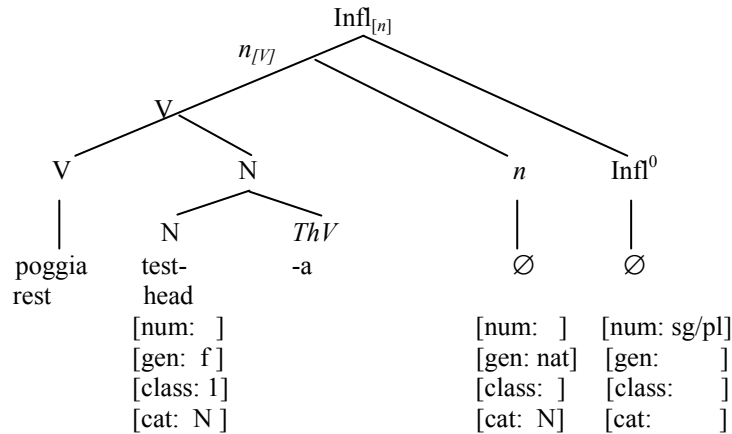 Infl[n]
n[V]
V
V N n Infl⁰
N ThV
poggia test- -a ∅ ∅
rest head
[num: ] [num: ] [num: sg/pl]
[gen: f ] [gen: nat] [gen: ]
[class: 1] [class: ] [class: ]
[cat: N ] [cat: N] [cat: ]